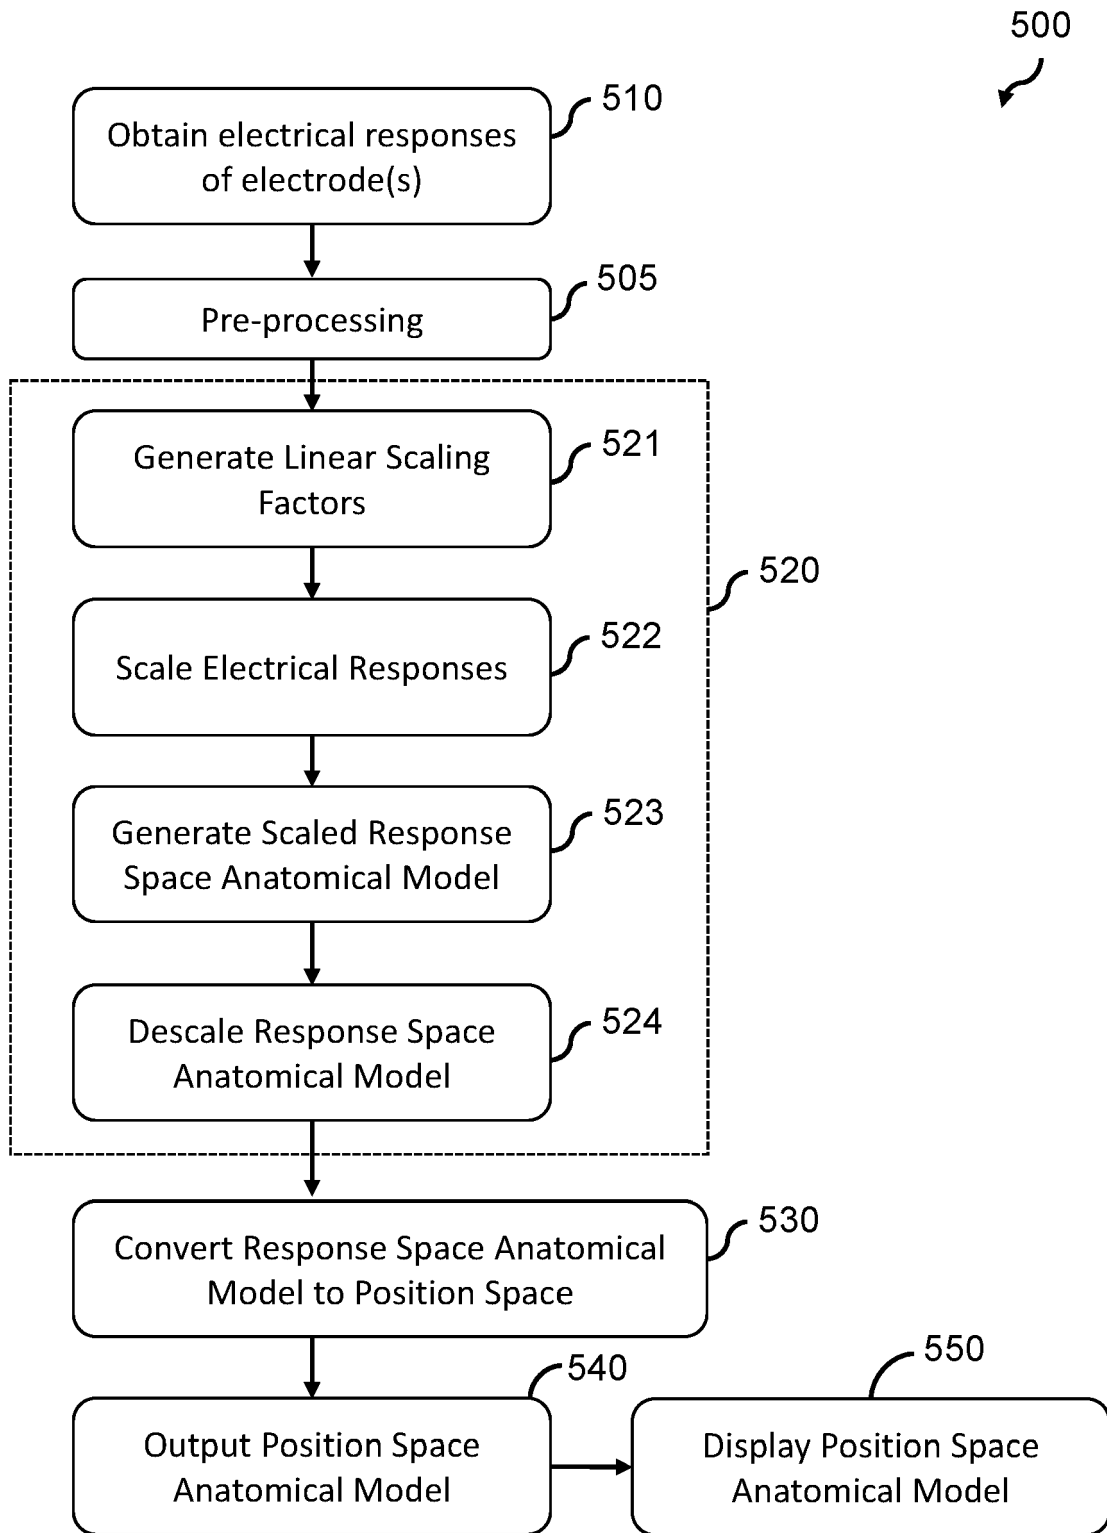 500
510
Obtain electrical responses
of electrode(s)
505
Pre-processing
521
Generate Linear Scaling
Factors
520
522
Scale Electrical Responses
523
Generate Scaled Response
Space Anatomical Model
524
Descale Response Space
Anatomical Model
530
Convert Response Space Anatomical
Model to Position Space
540
Output Position Space
Anatomical Model
550
Display Position Space
Anatomical Model